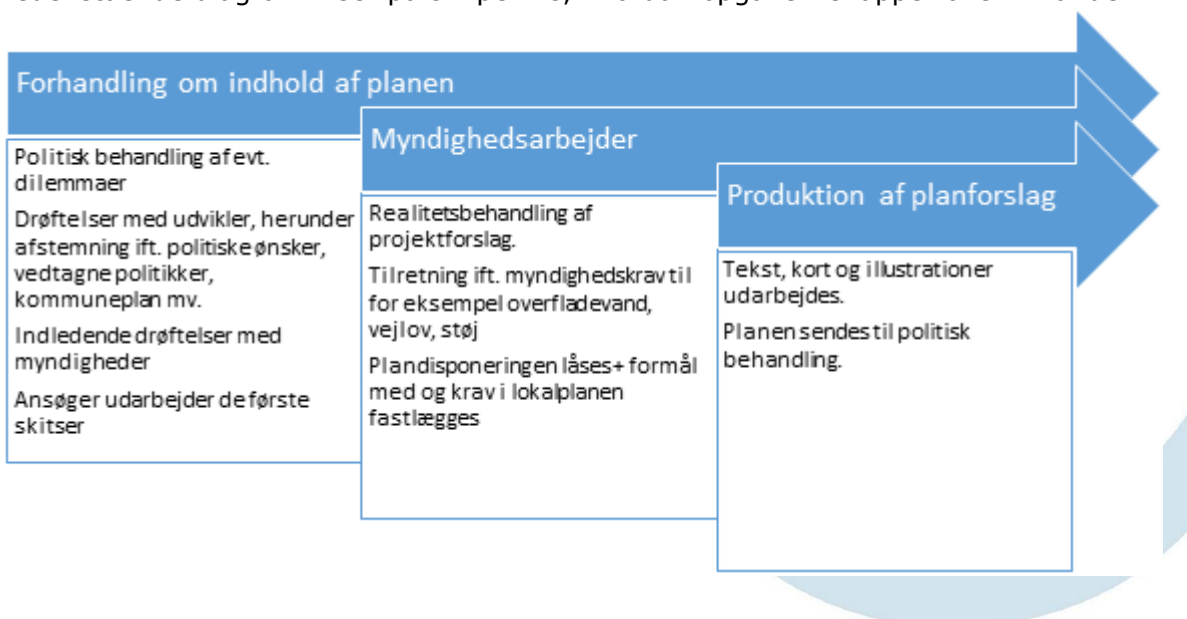 Forhandling om indhold af planen
Politisk behandling af evt.
dilemmaer
Drøftelser med udvikler, herunder
afstemning ift. politiske ønsker,
vedtagne politikker,
kommuneplan mv.
Indledende drøftelser med
myndigheder
Ansøger udarbejder de første
skitser
Myndighedsarbejder
Realitetsbehandling af
projektforslag.
Tilretning ift. myndighedskrav til
for eksempel overfladevand,
vejlov, støj
Plandisponeringen låses+ formål
med og krav i lokalplanen
fastlægges
Produktion af planforslag
Tekst, kort og illustrationer
udarbejdes.
Planen sendes til politisk
behandling.